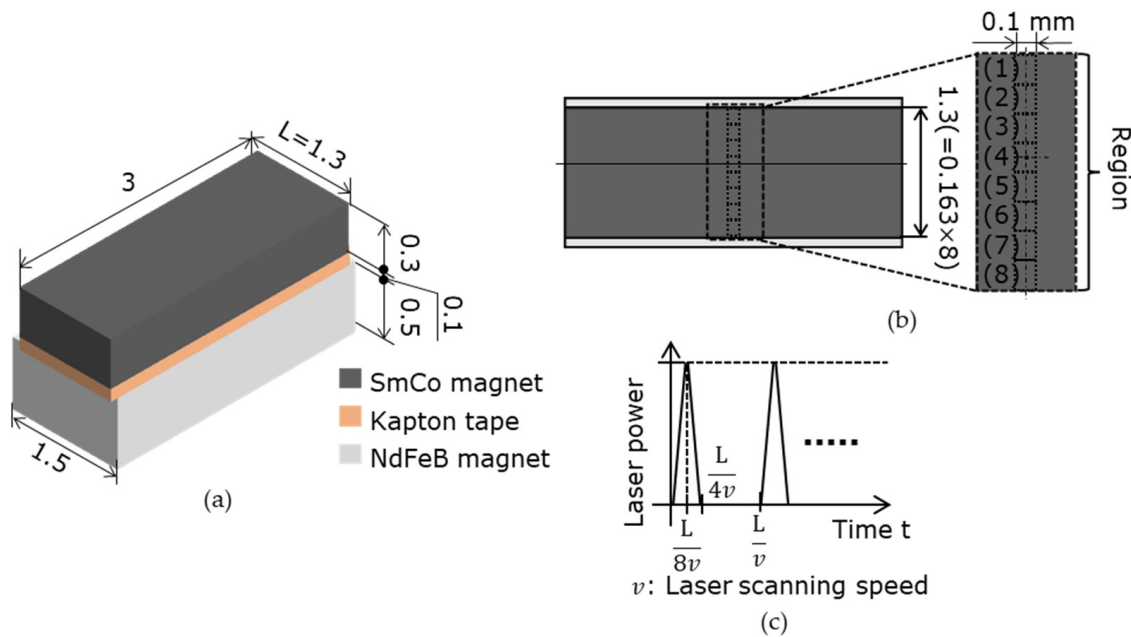 L=1.3
3
0.3
0.1
0.5
1.5
SmCo magnet
Kapton tape
NdFeB magnet
(a)
0.1 mm
1.3(=0.163×8)
(1)
(2)
(3)
(4)
(5)
(6)
(7)
(8)
Region
(b)
Laser power
L
8v
L
4v
L
v
.....
Time t
v: Laser scanning speed
(c)